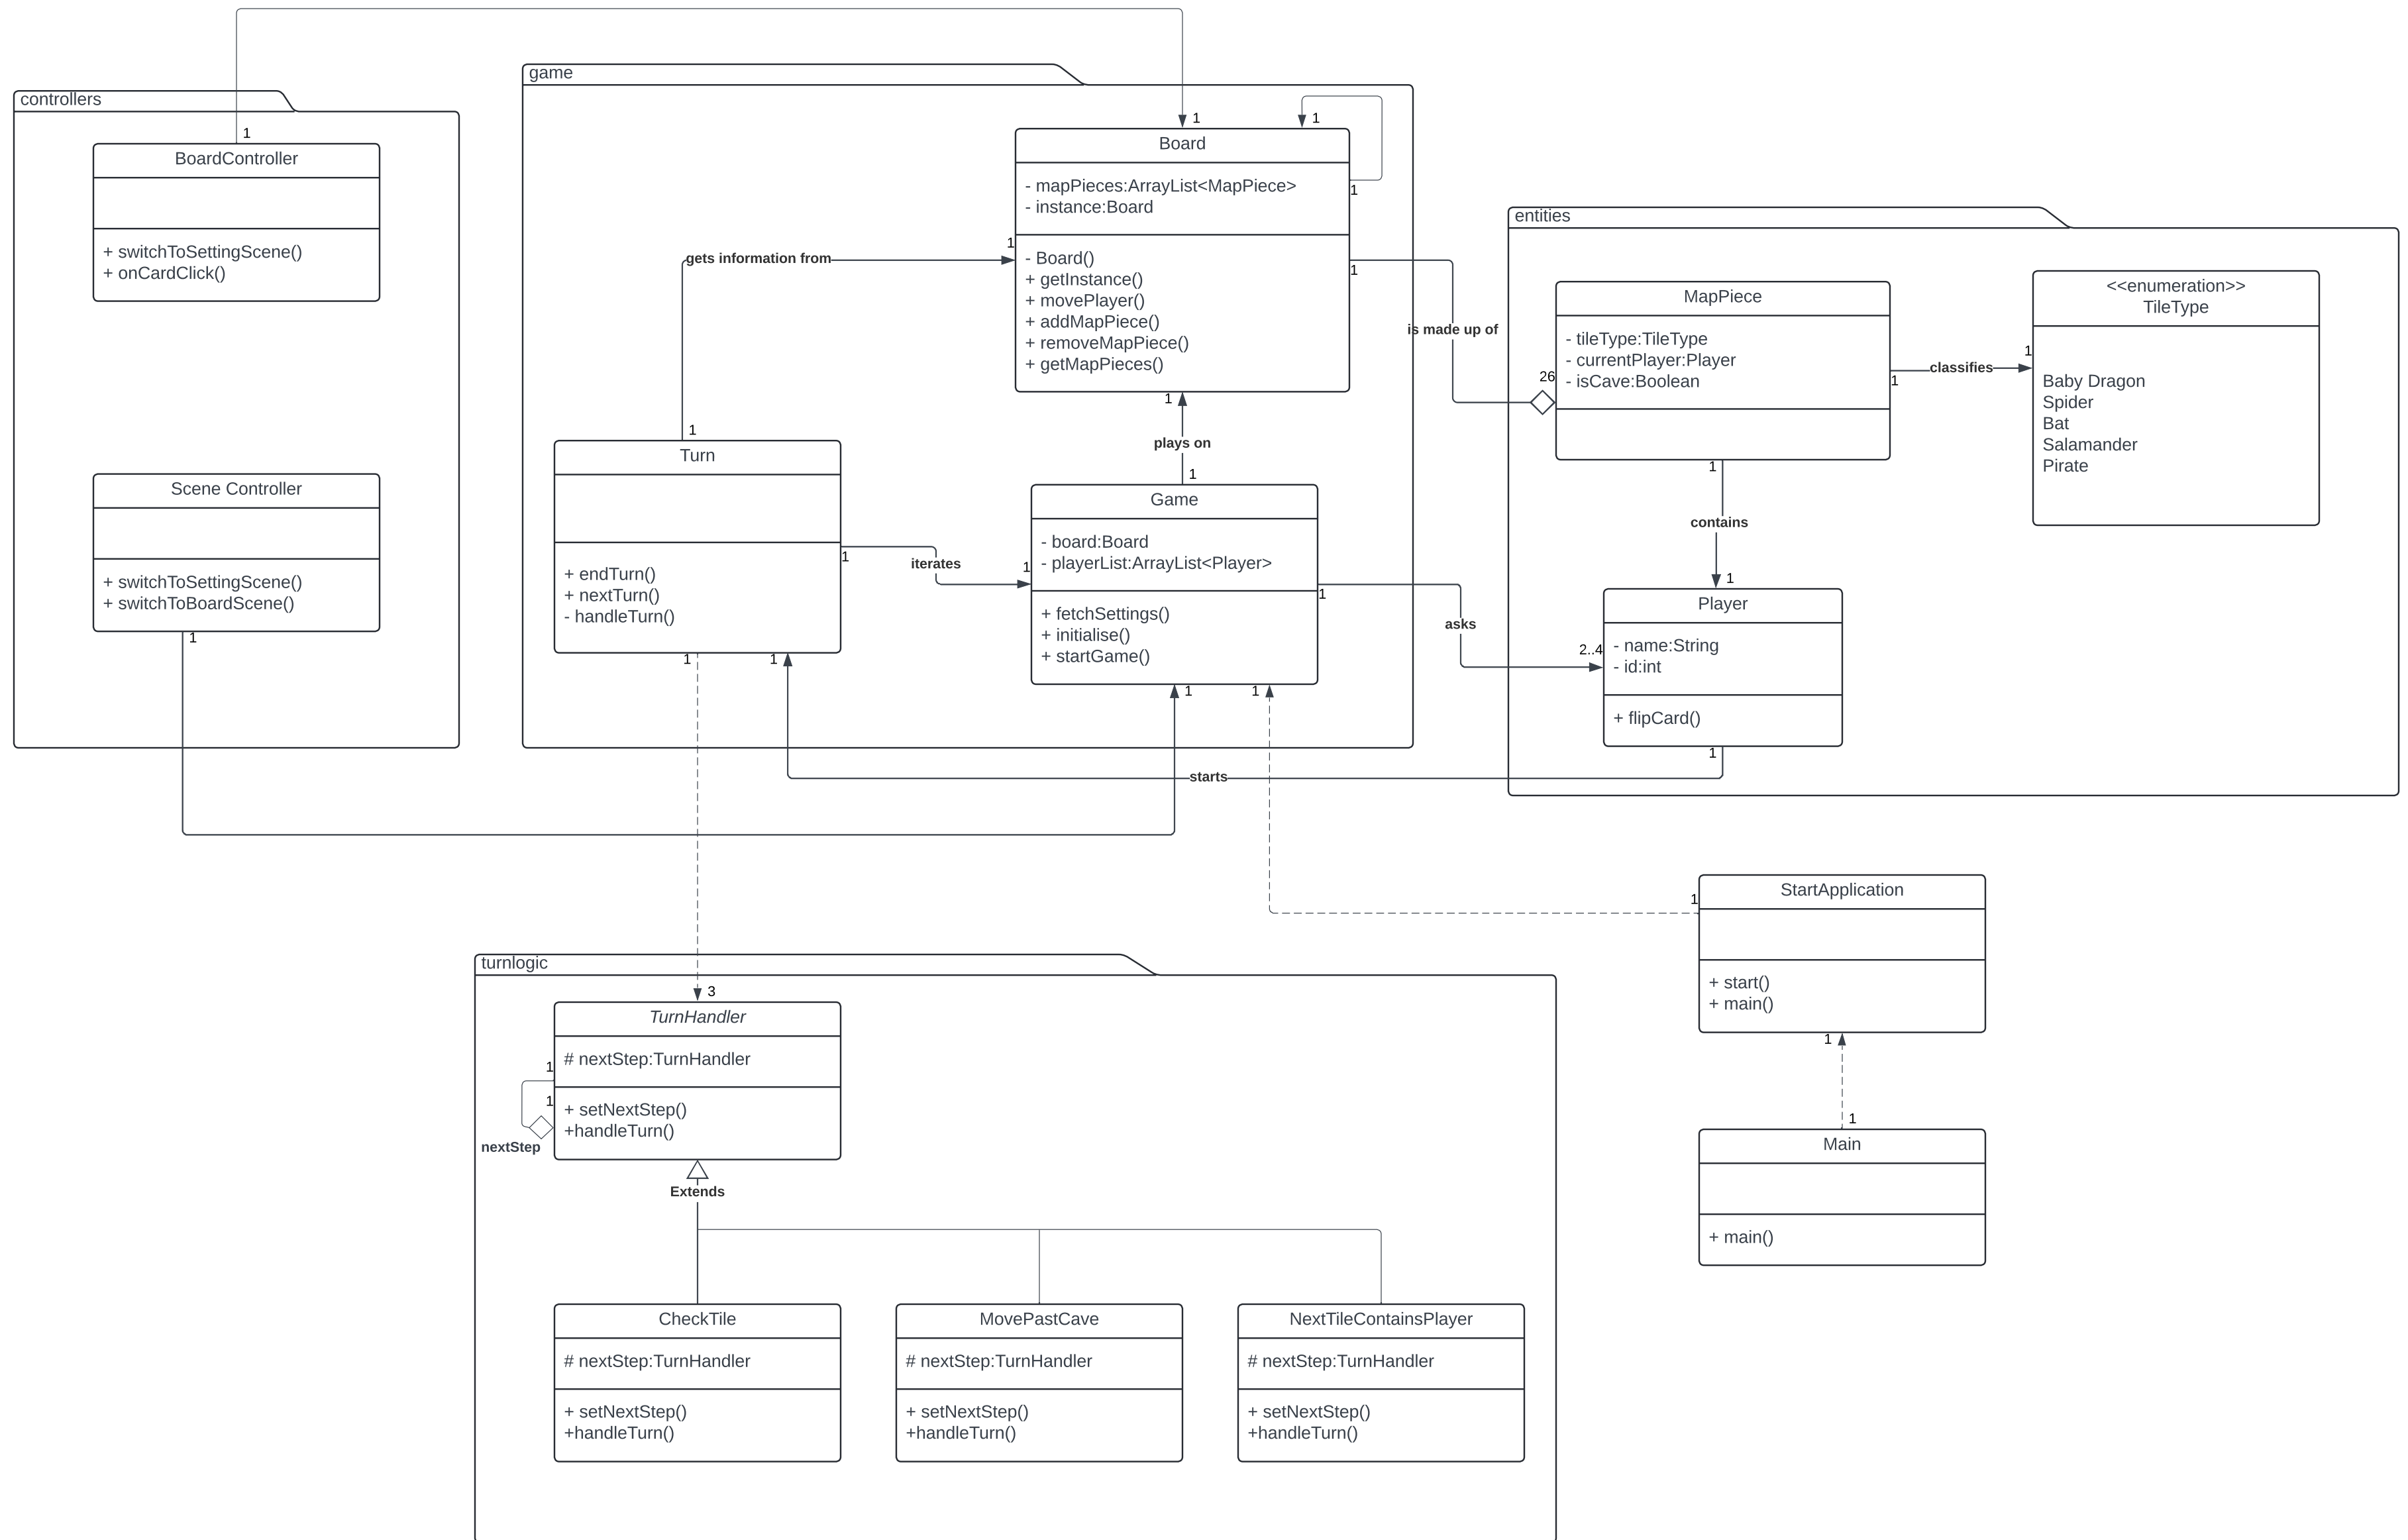 controllers
1
BoardController
+ switchToSettingScene()
+ onCardClick()
Scene Controller
+ switchToSettingScene()
+ switchToBoardScene()
1
game
1
1
Board
- mapPieces:ArrayList<MapPiece>
- instance:Board
1
1
- Board()
+ getInstance()
+ movePlayer()
+ addMapPiece()
+ removeMapPiece()
+ getMapPieces()
1
gets information from
1
is made up of
26
1
plays on
1
Turn
+ endTurn()
+ nextTurn()
- handleTurn()
1
iterates
1
1
1
Game
- board:Board
- playerList:ArrayList<Player>
+ fetchSettings()
+ initialise()
+ startGame()
1
1
1
asks
2..4
entities
MapPiece
- tileType:TileType
- currentPlayer:Player
- isCave:Boolean
1
classifies
1
<<enumeration>>
TileType
Baby Dragon
Spider
Bat
Salamander
Pirate
1
contains
1
Player
- name:String
- id:int
+ flipCard()
1
starts
1
StartApplication
+ start()
+ main()
1
1
Main
+ main()
turnlogic
3
TurnHandler
# nextStep:TurnHandler
1
1
+ setNextStep()
+handleTurn()
nextStep
Extends
CheckTile
# nextStep:TurnHandler
+ setNextStep()
+handleTurn()
MovePastCave
# nextStep:TurnHandler
+ setNextStep()
+handleTurn()
NextTileContainsPlayer
# nextStep:TurnHandler
+ setNextStep()
+handleTurn()